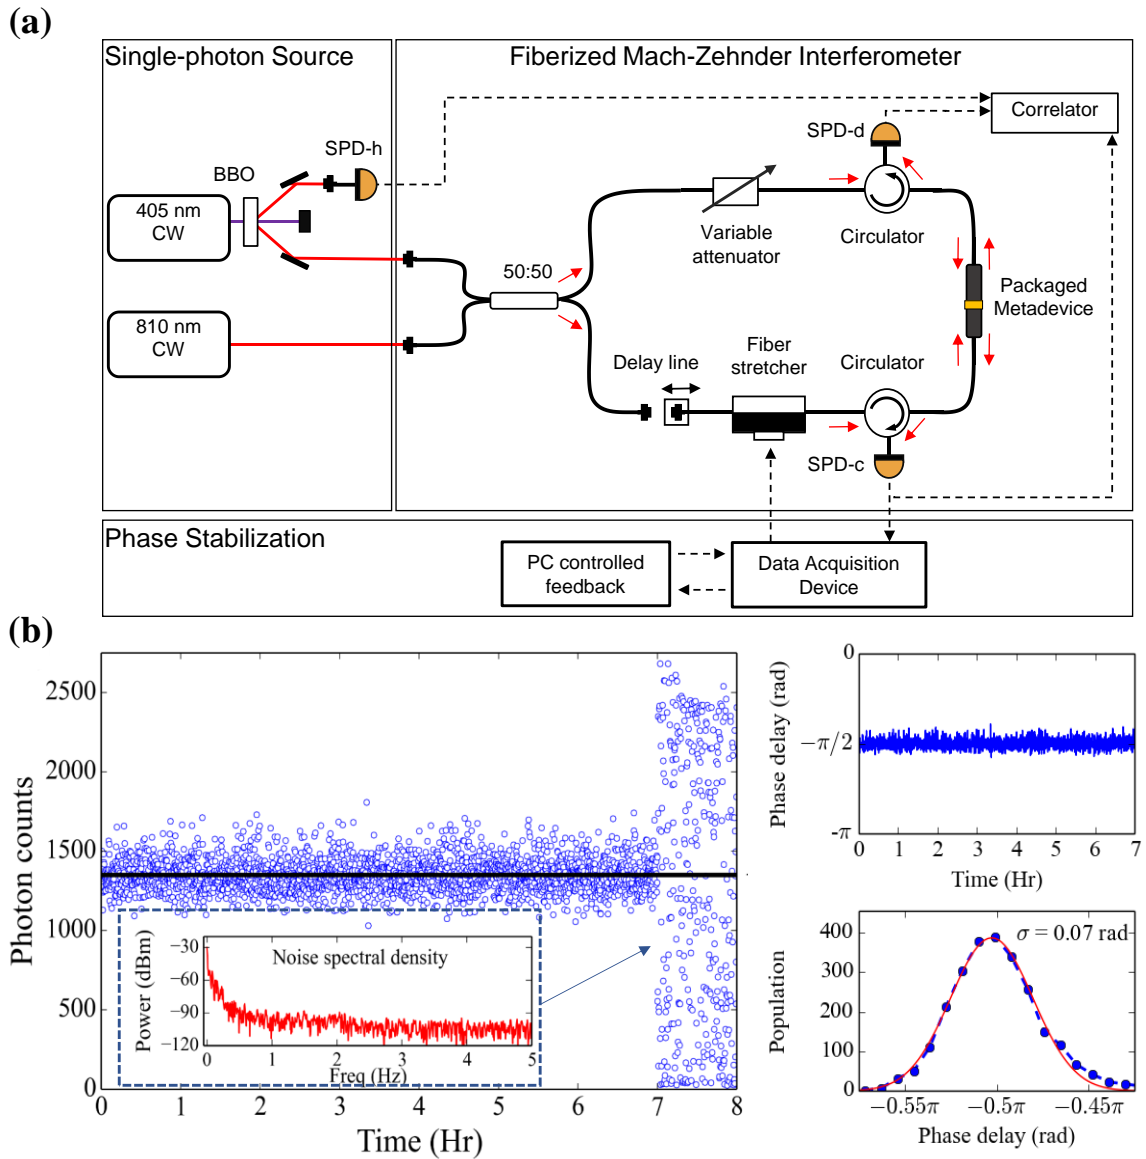 (a)
Single-photon Source
Fiberized Mach-Zehnder Interferometer
Correlator
SPD-d
SPD-h
BBO
405 nm
CW
Variable
attenuator
Circulator
50:50
Packaged
Metadevice
810 nm
CW
Delay line
Fiber
stretcher
Circulator
SPD-c
Phase Stabilization
PC controlled
feedback
Data Acquisition
Device
(b)
Photon counts
2500
2000
1500
1000
500
0
0 1 2 3 4 5 6 7 8
Time (Hr)
Noise spectral density
Power (dBm)
−30
−60
−90
−120
0 1 2 3 4 5
Freq (Hz)
Phase delay (rad)
0
−π/2
-π
0 1 2 3 4 5 6 7
Time (Hr)
Population
400
300
200
100
0
σ = 0.07 rad
−0.55π −0.5π −0.45π
Phase delay (rad)